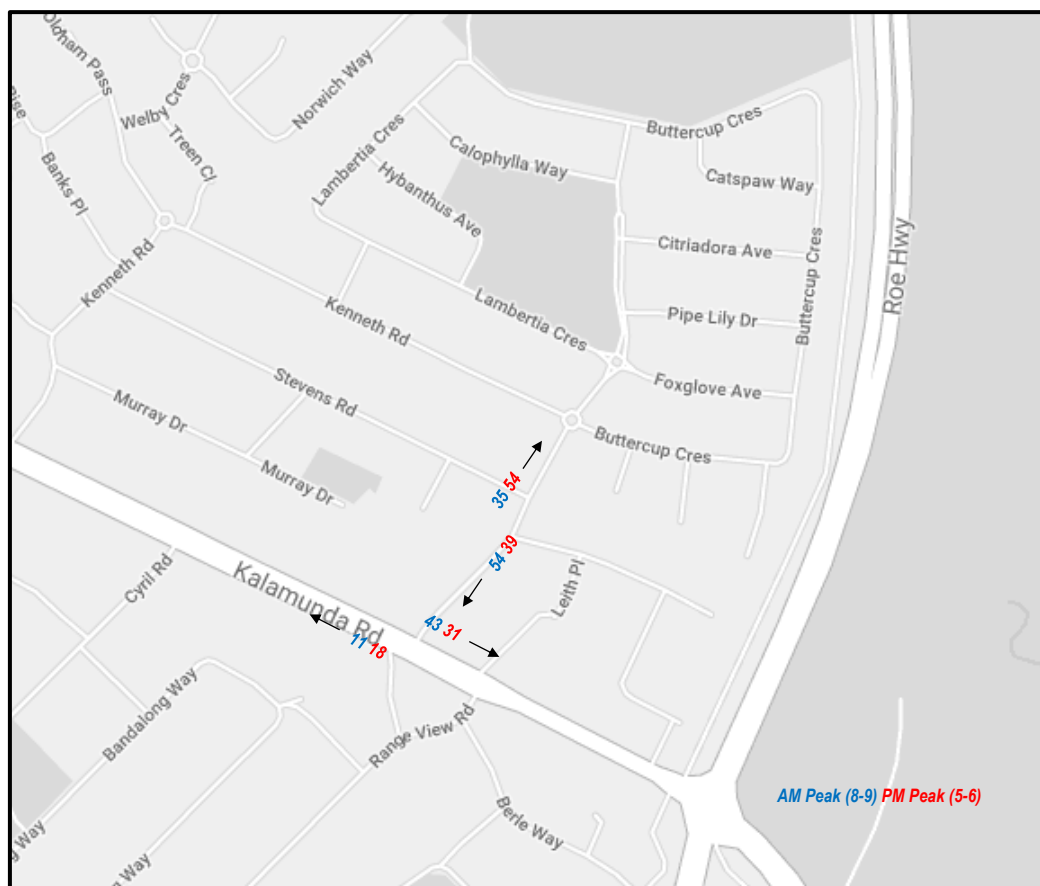 Oldham Pass
Norwich Way
Welby Cres
Treen Cl
Banks Pl
Kenneth Rd
Lambertia Cres
Calophylla Way
Hybanthus Ave
Buttercup Cres
Catspaw Way
Citriadora Ave
Buttercup Cres
Roe Hwy
Pipe Lily Dr
Lambertia Cres
Kenneth Rd
Foxglove Ave
Stevens Rd
Murray Dr
Buttercup Cres
Murray Dr
35 54
54 39
Leith Pl
Cyril Rd
Kalamunda Rd
43 31
11 18
Bandalong Way
Range View Rd
Berle Way
AM Peak (8-9) PM Peak (5-6)
Way
Way